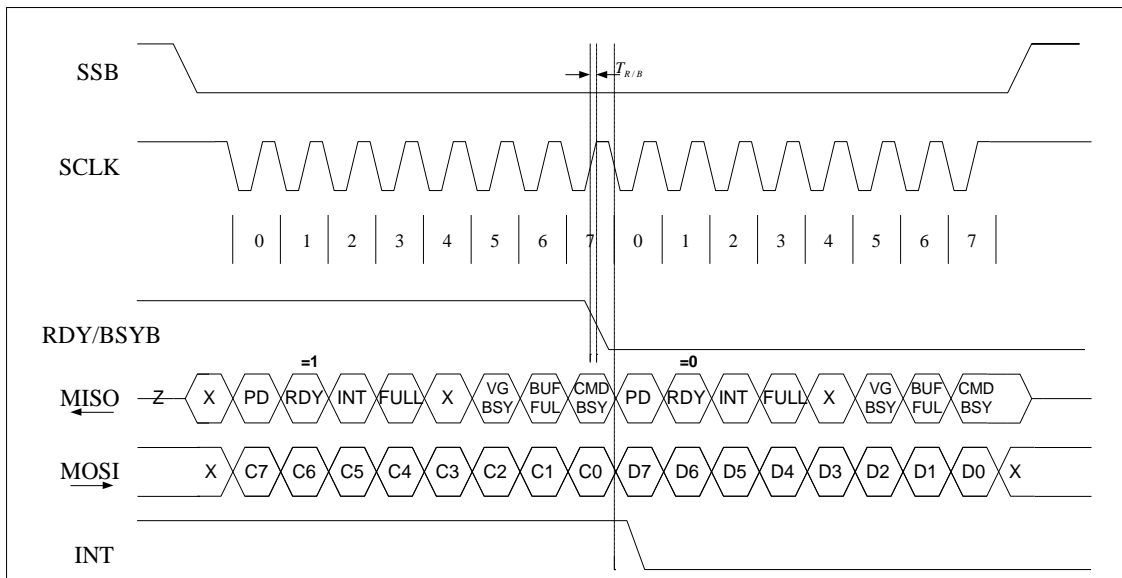 SSB
T R/B
SCLK
0 1 2 3 4 5 6 7 0 1 2 3 4 5 6 7
RDY/BSYB
=1 =0
MISO Z X PD RDY INT FULL X VG BSY BUF FUL CMD BSY PD RDY INT FULL X VG BSY BUF FUL CMD BSY
MOSI X C7 C6 C5 C4 C3 C2 C1 C0 D7 D6 D5 D4 D3 D2 D1 D0 X
INT